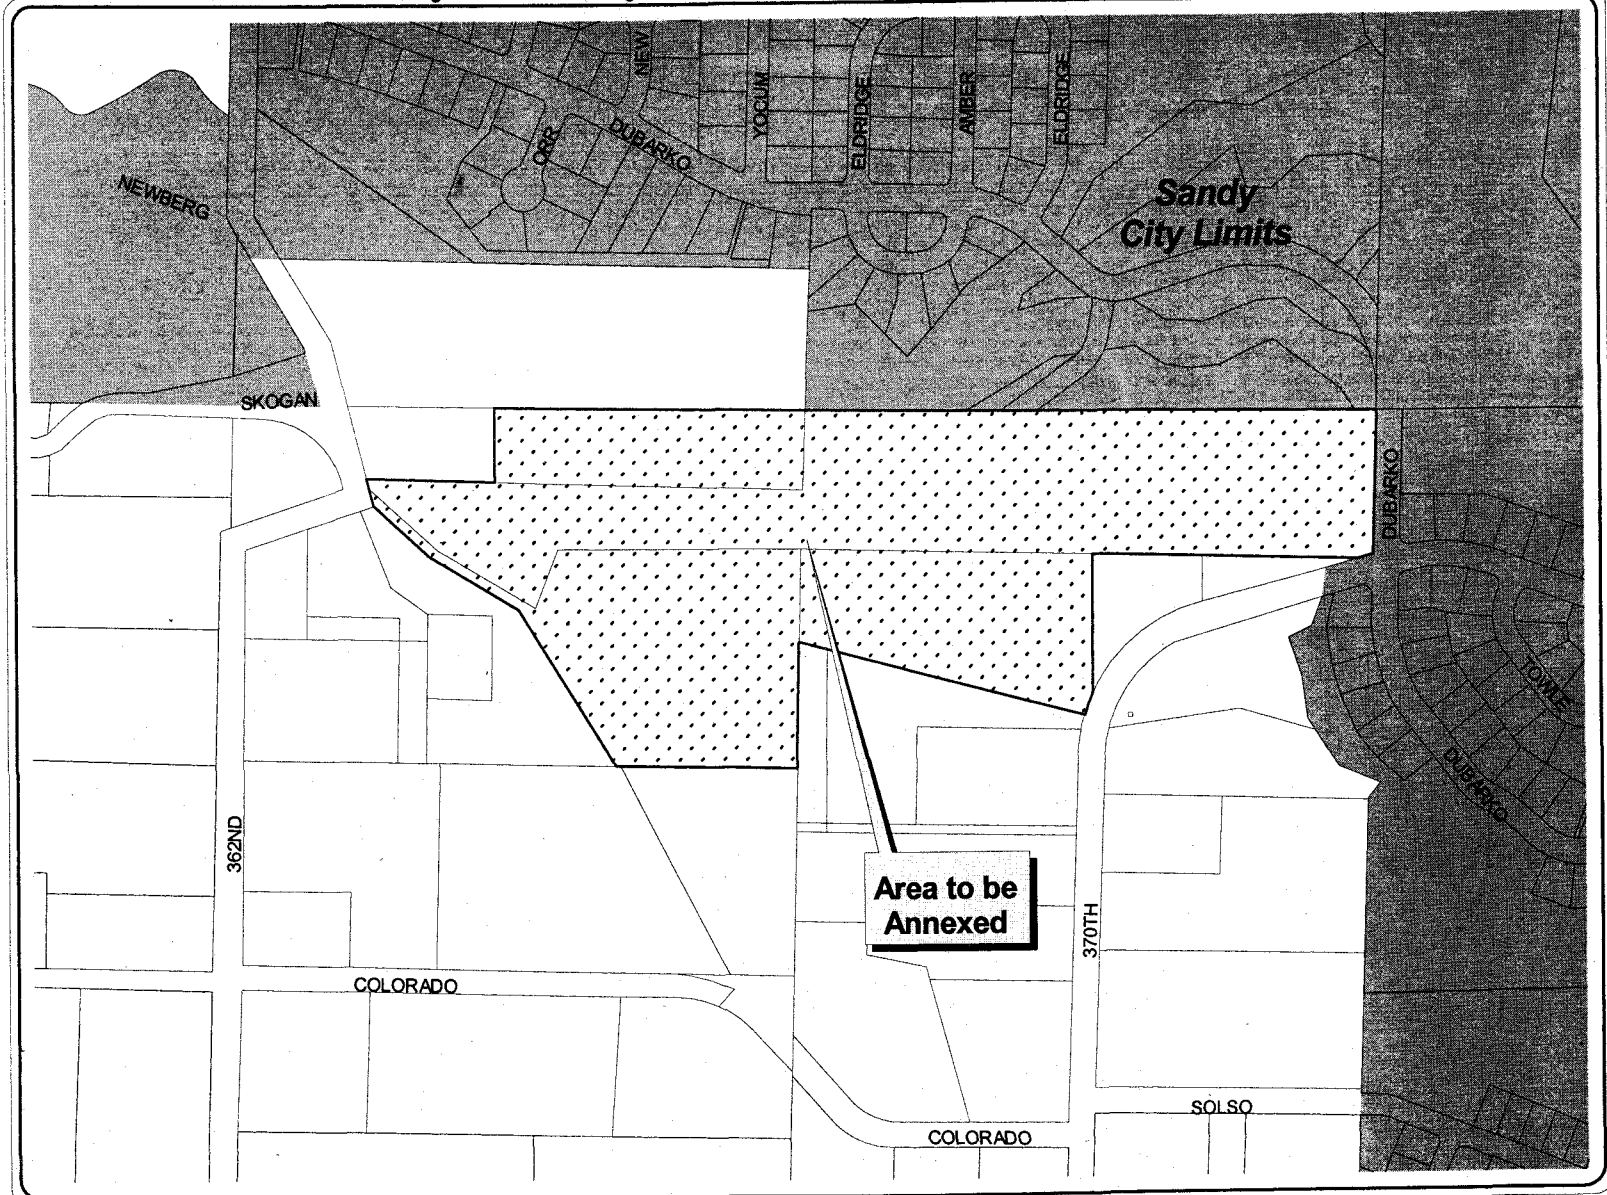 NEW
YOCUM
ELDRIDGE
AMBER
ELDRIDGE
ORR
DUBARKO
NEWBERG
Sandy
City Limits
SKOGAN
DUBARKO
TOWLE
DUBARKO
362ND
Area to be
Annexed
370TH
COLORADO
SOLSO
COLORADO